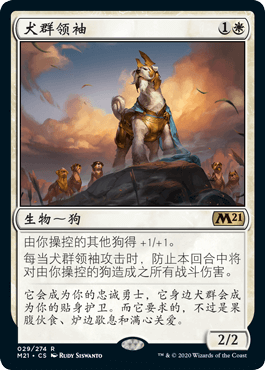 犬群领袖 1
M21
生物～狗
由你操控的其他狗得+1/+1。
每当犬群领袖攻击时，防止本回合中将
对由你操控的狗造成之所有战斗伤害。
它会成为你的忠诚勇士，它身边犬群会成
为你的贴身护卫。而它要求的，不过是果
腹伙食、炉边歇息和满心关爱。
2/2
029/274 R
M21 • CS RUDY SISWANTO
™ & © 2020 Wizards of the Coast